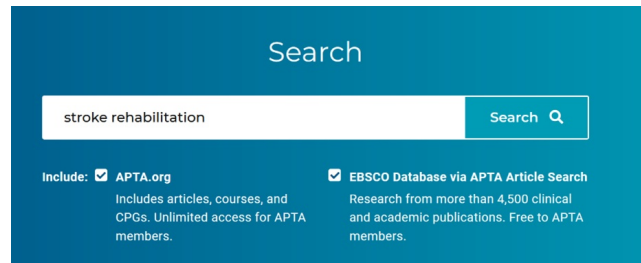 Search
stroke rehabilitation
Search
Include: APTA.org
Includes articles, courses, and
CPGs. Unlimited access for APTA
members.
EBSCO Database via APTA Article Search
Research from more than 4,500 clinical
and academic publications. Free to APTA
members.